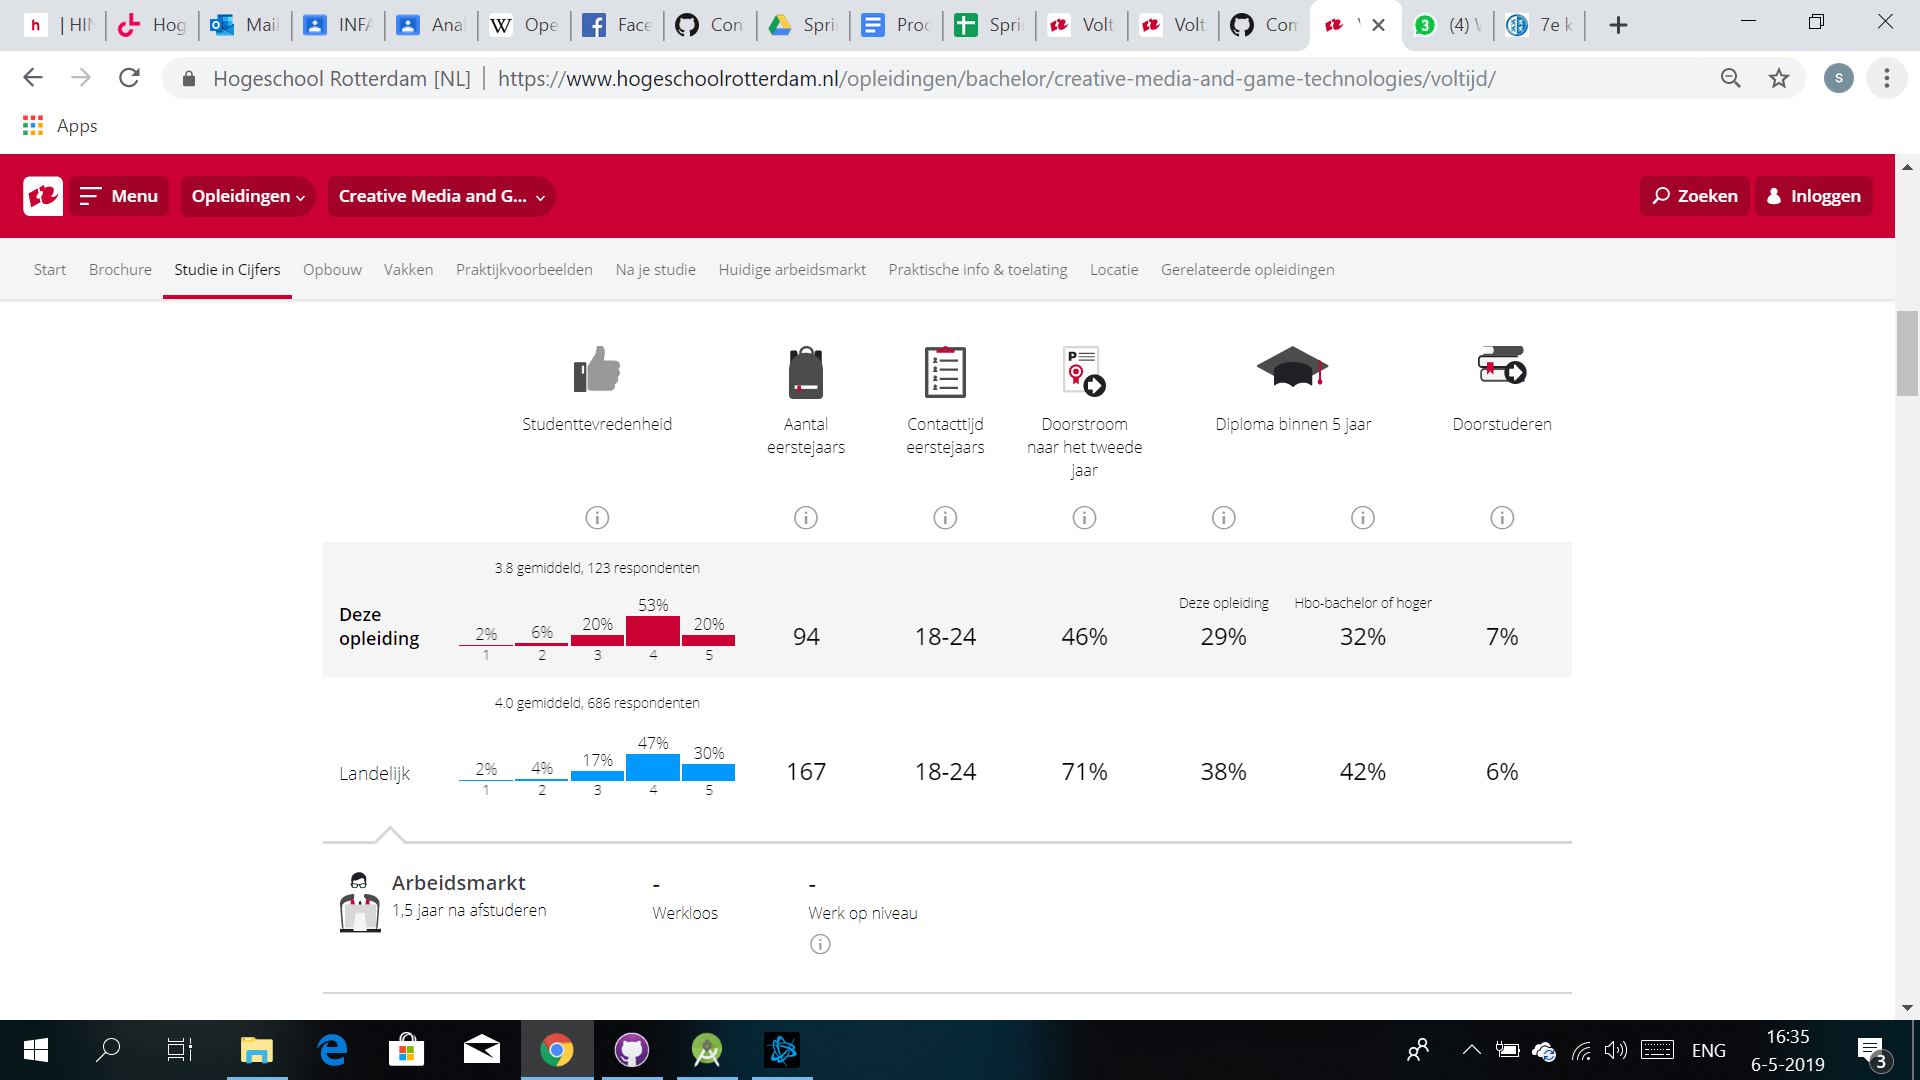 | HIN
Hog
Mail
INFA
Anal
Ope
Face
Con
Sprin
Proc
Sprin
Volt
Volt
Com
(4) W
7e k
Hogeschool Rotterdam [NL] | https://www.hogeschoolrotterdam.nl/opleidingen/bachelor/creative-media-and-game-technologies/voltijd/
S
Apps
Menu
Opleidingen
Creative Media and G...
Zoeken
Inloggen
Start
Brochure
Studie in Cijfers
Opbouw
Vakken
Praktijkvoorbeelden
Na je studie
Huidige arbeidsmarkt
Praktische info & toelating
Locatie
Gerelateerde opleidingen
Studenttevredenheid
Aantal
eerstejaars
Contacttijd
eerstejaars
Doorstroom
naar het tweede
jaar
Diploma binnen 5 jaar
Doorstuderen
3.8 gemiddeld, 123 respondenten
Deze
opleiding
2% 6% 20% 53% 20%
1 2 3 4 5
94
18-24
46%
Deze opleiding
29%
Hbo-bachelor of hoger
32%
7%
4.0 gemiddeld, 686 respondenten
Landelijk
2% 4% 17% 47% 30%
1 2 3 4 5
167
18-24
71%
38%
42%
6%
Arbeidsmarkt
1,5 jaar na afstuderen
-
Werkloos
-
Werk op niveau
ENG
16:35
6-5-2019
3